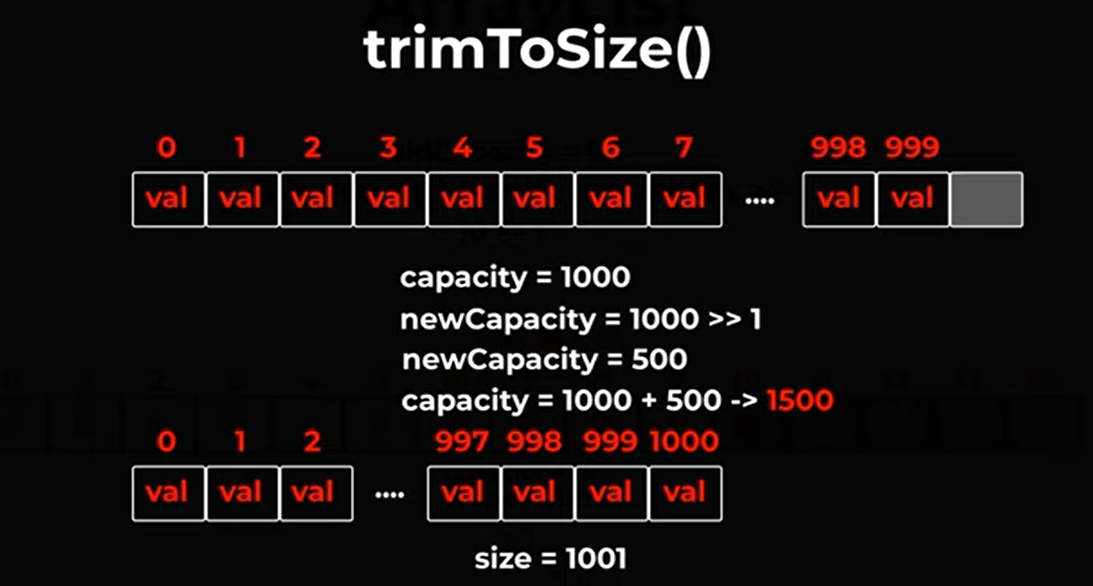 trimToSize()
0 1 2 3 4 5 6 7 998 999
val val val val val val val val .... val val
capacity = 1000
newCapacity = 1000 >> 1
newCapacity = 500
capacity = 1000 + 500 -> 1500
0 1 2 997 998 999 1000
val val val .... val val val val
size = 1001